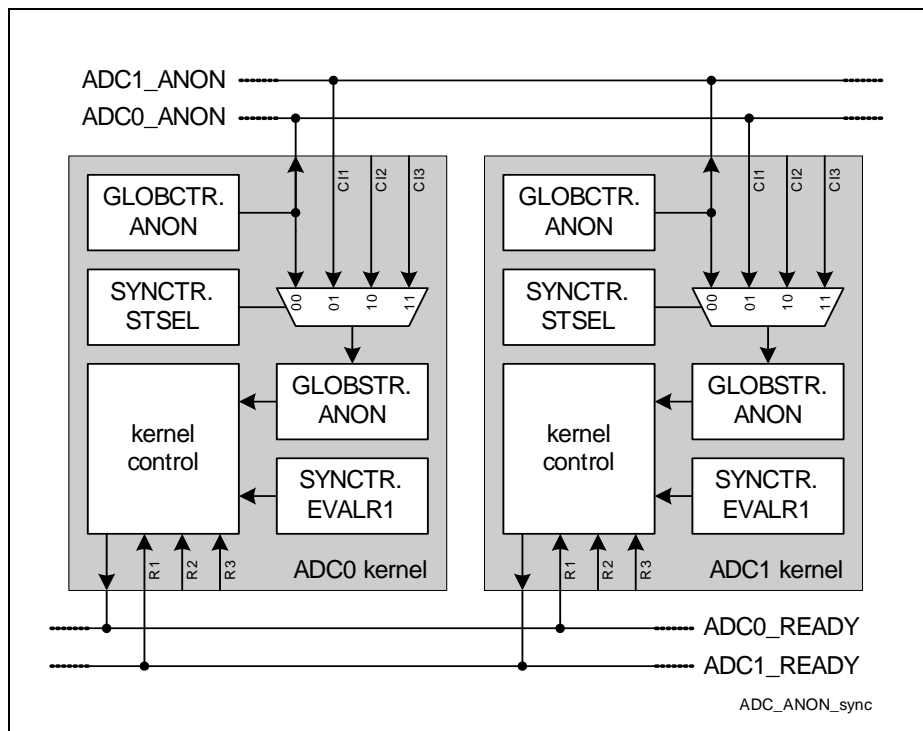 ADC1_ANON
ADC0_ANON
GLOBCTR.
ANON
CI1
CI2
CI3
SYNCTR.
STSEL
00
01
10
11
GLOBSTR.
ANON
kernel
control
SYNCTR.
EVALR1
R1
R2
R3
ADC0 kernel
GLOBCTR.
ANON
CI1
CI2
CI3
SYNCTR.
STSEL
00
01
10
11
GLOBSTR.
ANON
kernel
control
SYNCTR.
EVALR1
R1
R2
R3
ADC1 kernel
ADC0_READY
ADC1_READY
ADC_ANON_sync